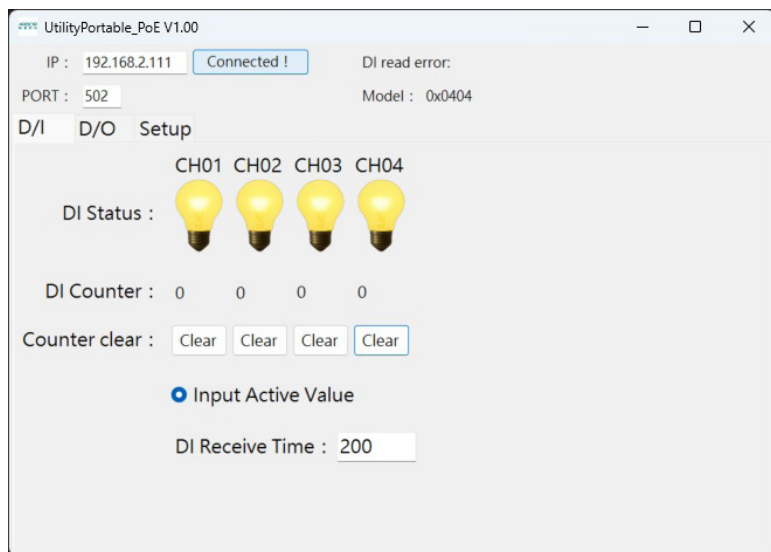 UtilityPortable_PoE V1.00
IP : 192.168.2.111 Connected ! DI read error:
PORT : 502 Model : 0x0404
D/I D/O Setup
CH01 CH02 CH03 CH04
DI Status :
DI Counter : 0 0 0 0
Counter clear : Clear Clear Clear Clear
Input Active Value
DI Receive Time : 200